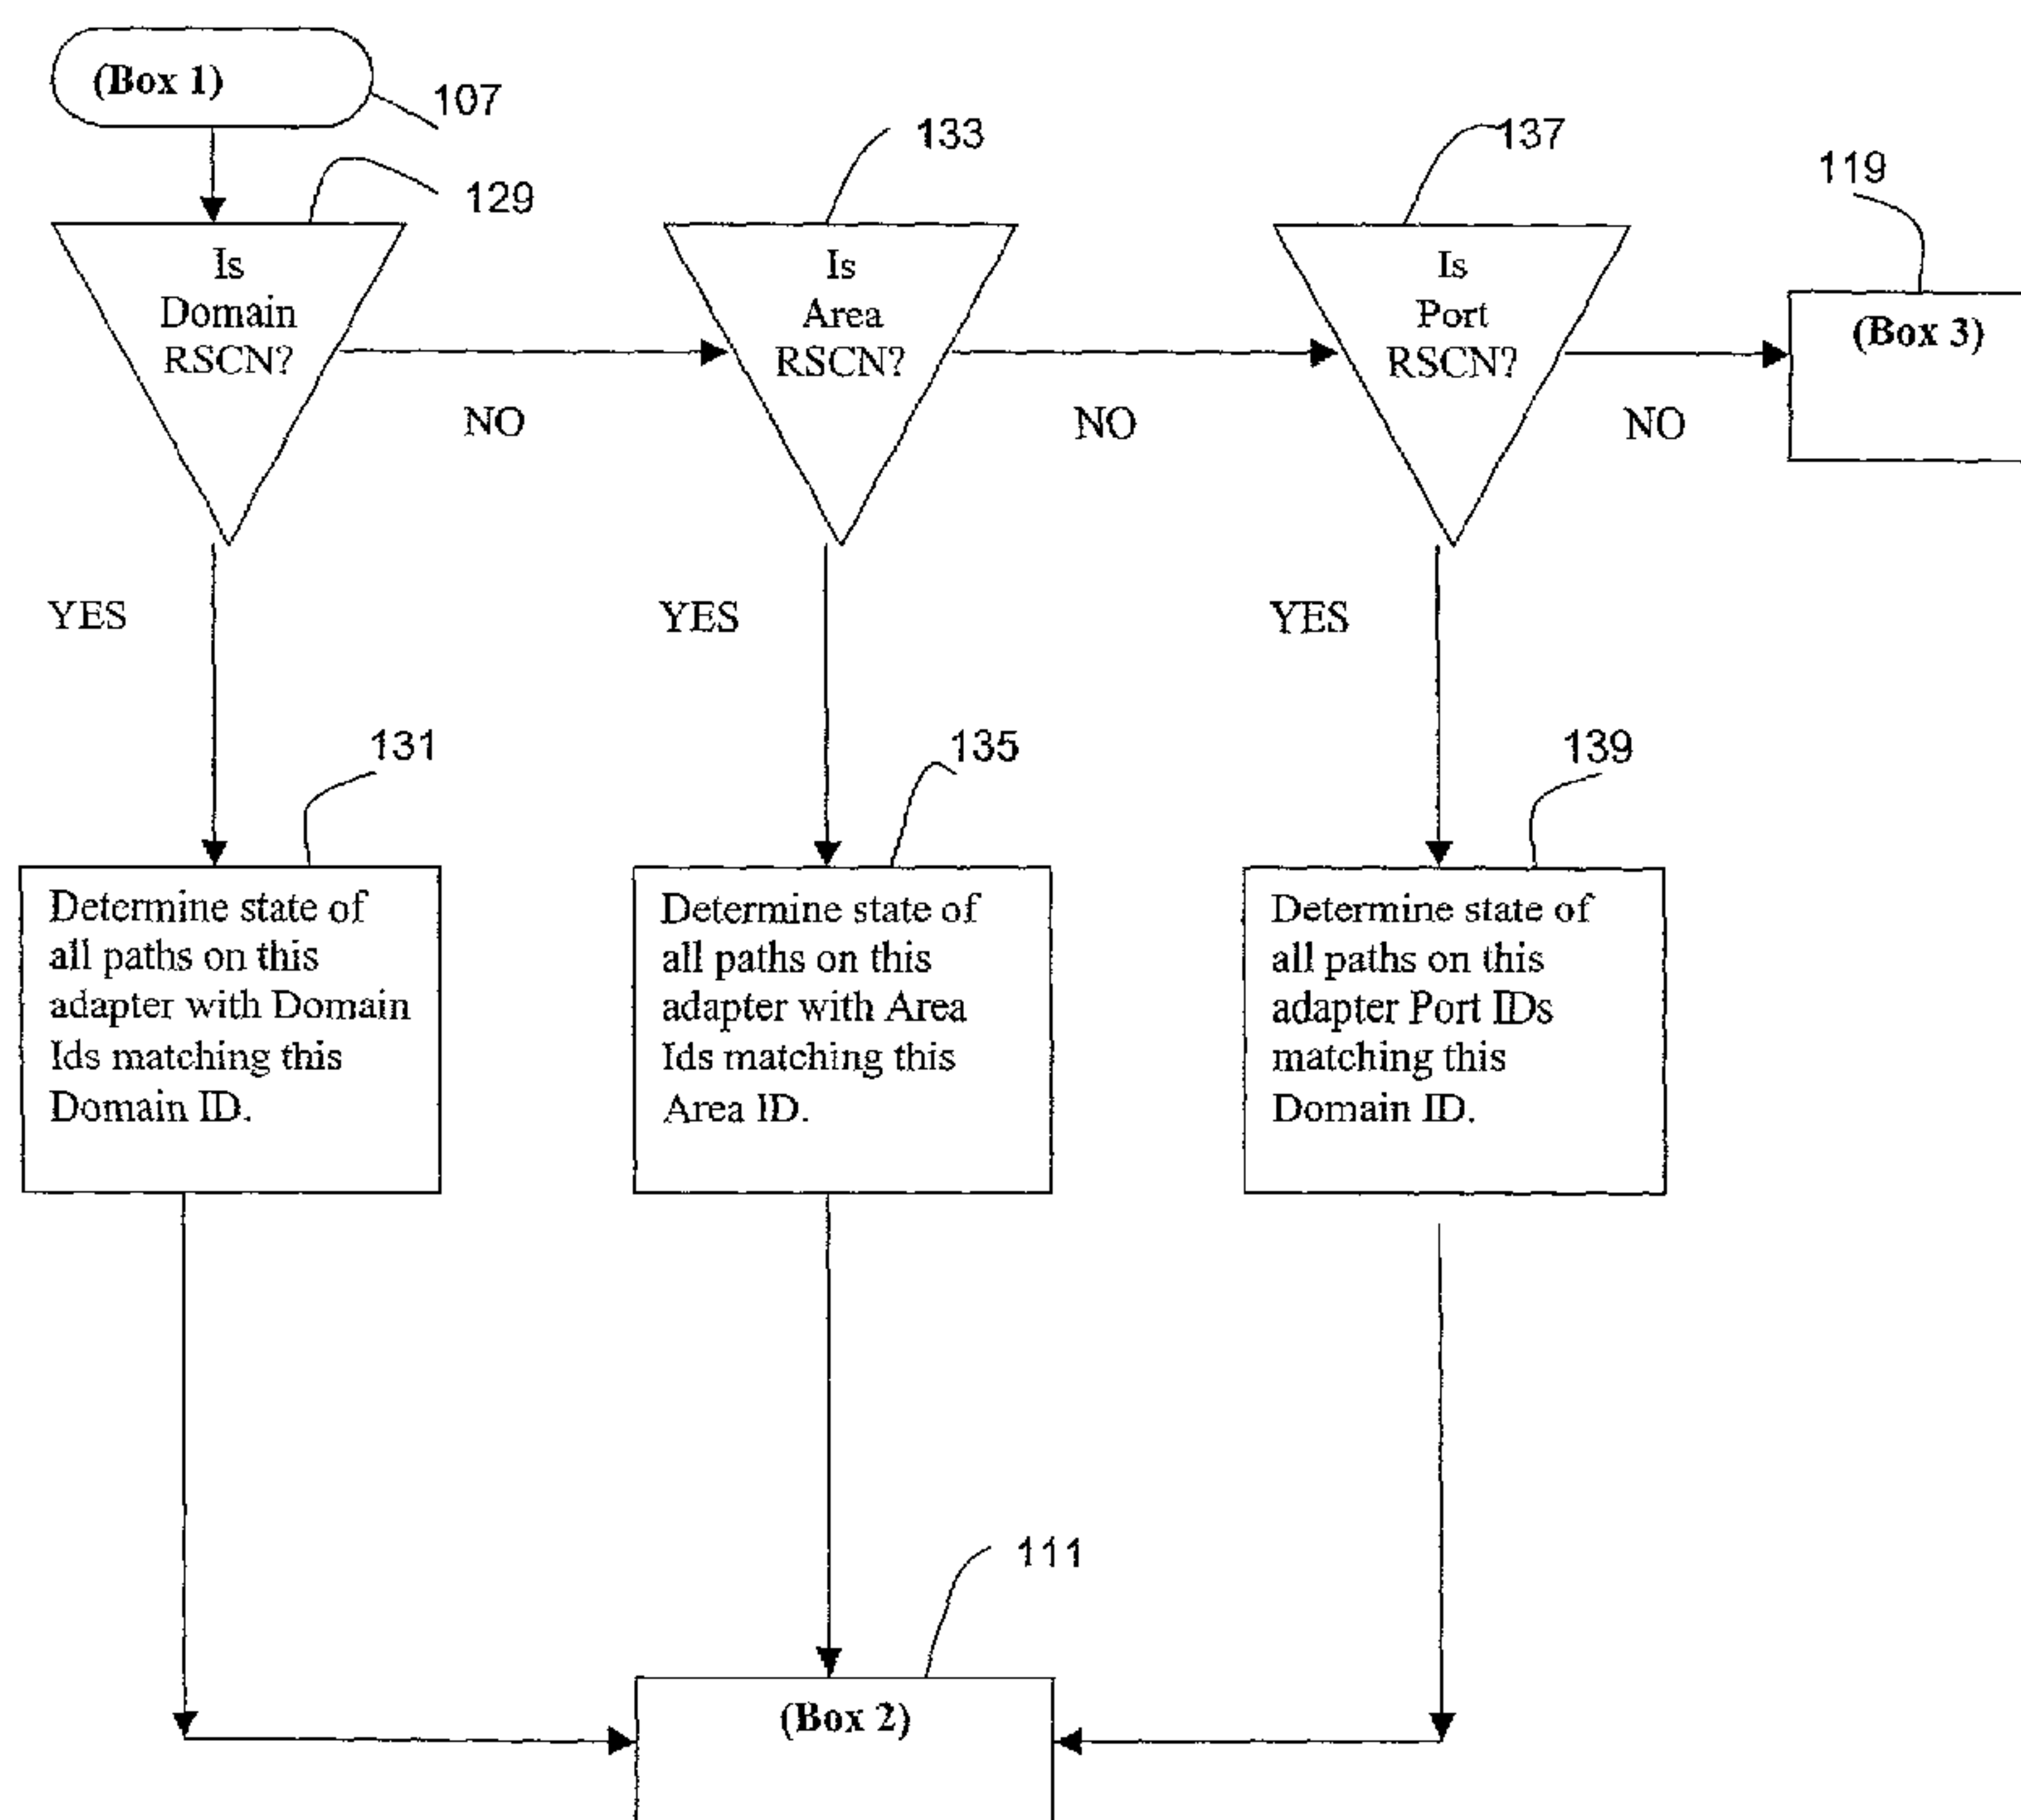 (Box 1)
107
129
133
137
119
Is
Domain
RSCN?
NO
Is
Area
RSCN?
NO
Is
Port
RSCN?
NO
(Box 3)
YES
YES
YES
131
135
139
Determine state of
all paths on this
adapter with Domain
Ids matching this
Domain ID.
Determine state of
all paths on this
adapter with Area
Ids matching this
Area ID.
Determine state of
all paths on this
adapter Port IDs
matching this
Domain ID.
111
(Box 2)